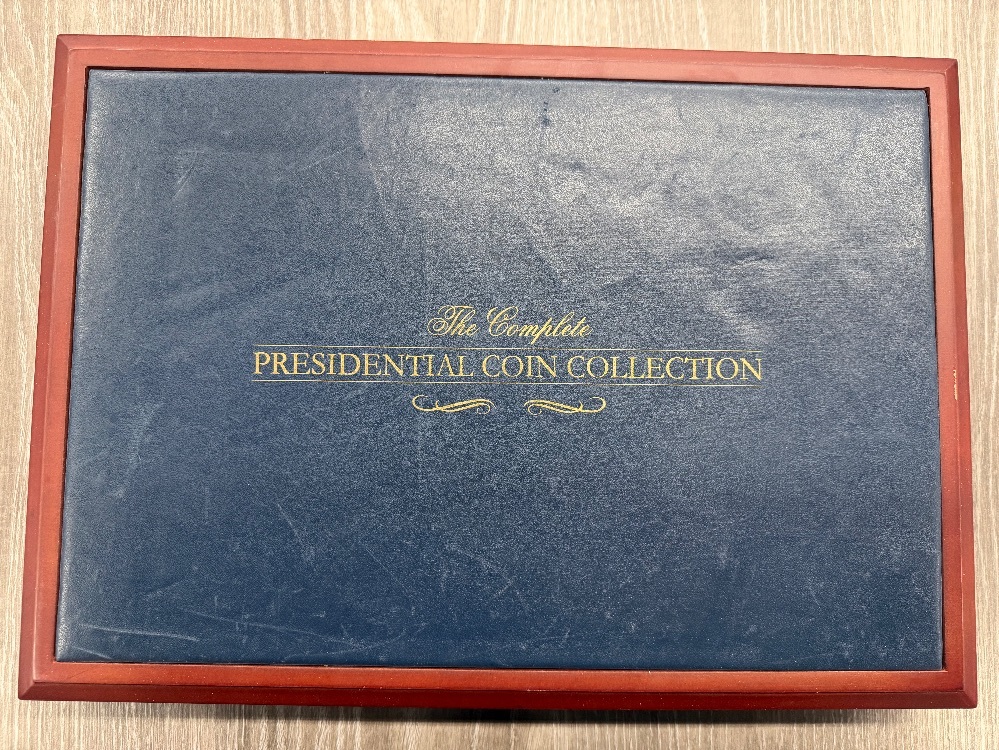 The Complete
PRESIDENTIAL COIN COLLECTION